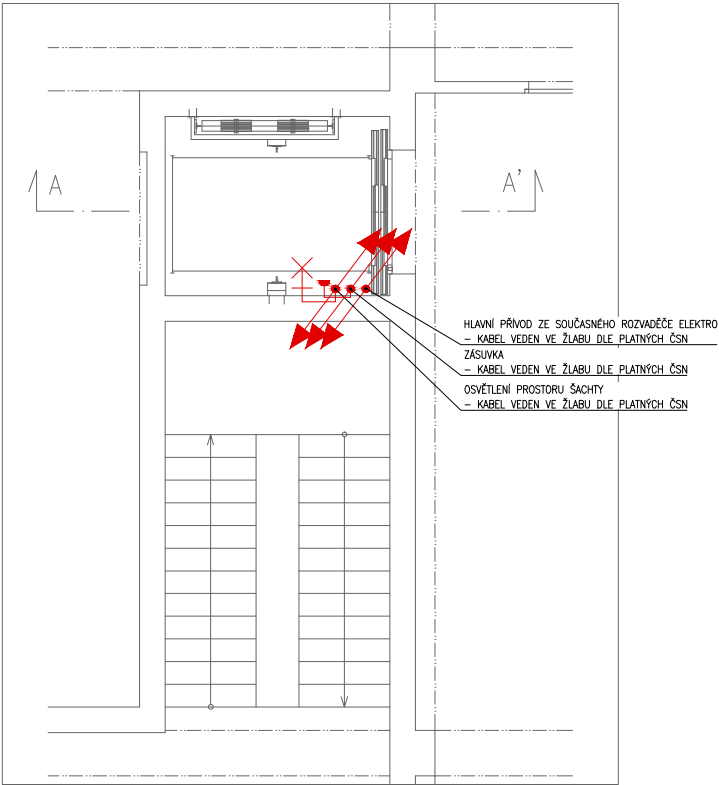 A
A'
HLAVNÍ PŘÍVOD ZE SOUČASNÉHO ROZVADĚČE ELEKTRO
- KABEL VEDEN VE ŽLABU DLE PLATNÝCH ČSN
ZÁSUVKA
- KABEL VEDEN VE ŽLABU DLE PLATNÝCH ČSN
OSVĚTLENÍ PROSTORU ŠACHTY
- KABEL VEDEN VE ŽLABU DLE PLATNÝCH ČSN